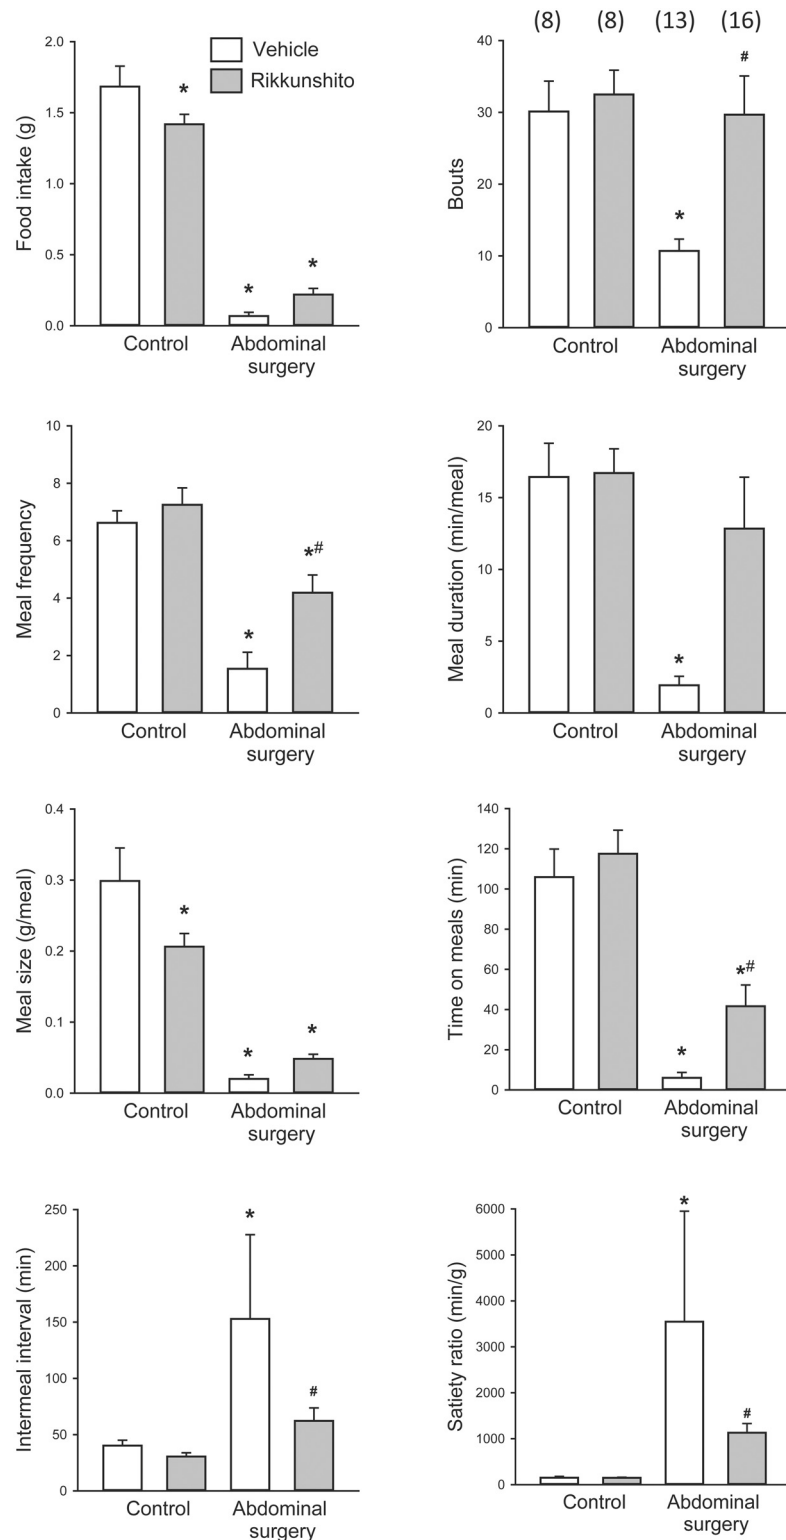 (8) (8) (13) (16)
Vehicle
Rikkunshito
Food intake (g)
2.0
1.5
1.0
0.5
0.0
*
*
*
Control Abdominal
surgery
Bouts
40
30
20
10
0
*
#
Control Abdominal
surgery
Meal frequency
10
8
6
4
2
0
*
*#
Control Abdominal
surgery
Meal duration (min/meal)
20
15
10
5
0
*
Control Abdominal
surgery
Meal size (g/meal)
0.4
0.3
0.2
0.1
0.0
*
*
*
Control Abdominal
surgery
Time on meals (min)
140
120
100
80
60
40
20
0
*
*#
Control Abdominal
surgery
Intermeal interval (min)
250
200
150
100
50
0
*
#
Control Abdominal
surgery
Satiety ratio (min/g)
6000
5000
4000
3000
2000
1000
0
*
#
Control Abdominal
surgery